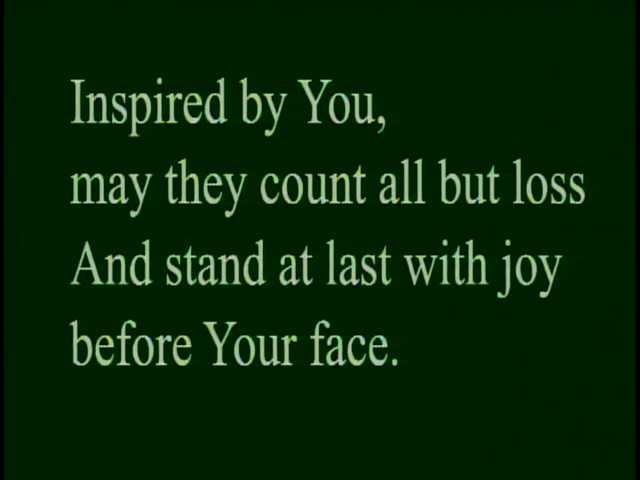 Inspired by You,
may they count all but loss
And stand at last with joy
before Your face.